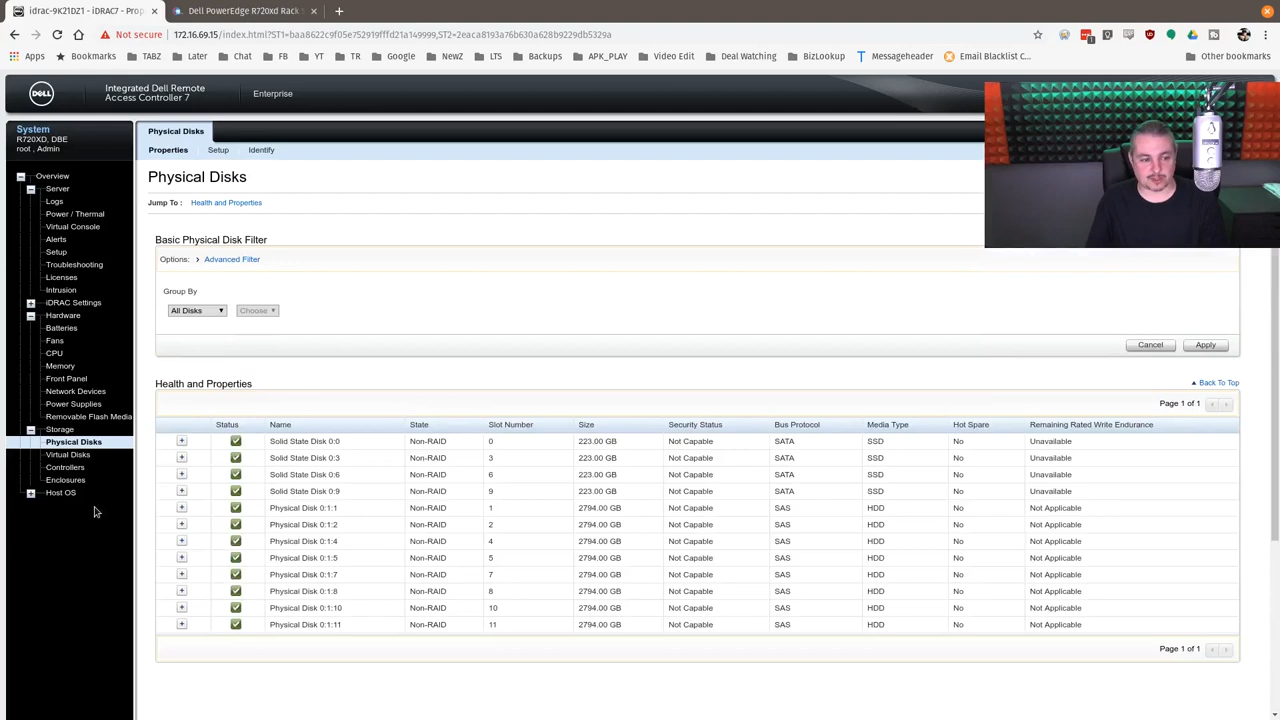 idrac-9K21DZ1 - iDRAC7 - Prop
Dell PowerEdge R720xd Rack
Not secure
172.16.69.15/index.html?ST1=baa8622c9f05e752919fffd21a149999,ST2=2eaca8193a76b630a628b9229db5329a
Apps Bookmarks TABZ Later Chat FB YT TR Google NewZ LTS Backups APK_PLAY Video Edit Deal Watching BizLookup Messageheader Email Blacklist C... Other bookmarks
DELL
Integrated Dell Remote
Access Controller 7
Enterprise
System
R720XD, DBE
root , Admin
Overview
Server
Logs
Power / Thermal
Virtual Console
Alerts
Setup
Troubleshooting
Licenses
Intrusion
iDRAC Settings
Hardware
Batteries
Fans
CPU
Memory
Front Panel
Network Devices
Power Supplies
Removable Flash Media
Storage
Physical Disks
Virtual Disks
Controllers
Enclosures
Host OS
Physical Disks
Properties Setup Identify
Physical Disks
Jump To : Health and Properties
Basic Physical Disk Filter
Options: Advanced Filter
Group By
All Disks Choose
Cancel Apply
Health and Properties
Back To Top
Page 1 of 1
Status Name State Slot Number Size Security Status Bus Protocol Media Type Hot Spare Remaining Rated Write Endurance
Solid State Disk 0:0 Non-RAID 0 223.00 GB Not Capable SATA SSD No Unavailable
Solid State Disk 0:3 Non-RAID 3 223.00 GB Not Capable SATA SSD No Unavailable
Solid State Disk 0:6 Non-RAID 6 223.00 GB Not Capable SATA SSD No Unavailable
Solid State Disk 0:9 Non-RAID 9 223.00 GB Not Capable SATA SSD No Unavailable
Physical Disk 0:1:1 Non-RAID 1 2794.00 GB Not Capable SAS HDD No Not Applicable
Physical Disk 0:1:2 Non-RAID 2 2794.00 GB Not Capable SAS HDD No Not Applicable
Physical Disk 0:1:4 Non-RAID 4 2794.00 GB Not Capable SAS HDD No Not Applicable
Physical Disk 0:1:5 Non-RAID 5 2794.00 GB Not Capable SAS HDD No Not Applicable
Physical Disk 0:1:7 Non-RAID 7 2794.00 GB Not Capable SAS HDD No Not Applicable
Physical Disk 0:1:8 Non-RAID 8 2794.00 GB Not Capable SAS HDD No Not Applicable
Physical Disk 0:1:10 Non-RAID 10 2794.00 GB Not Capable SAS HDD No Not Applicable
Physical Disk 0:1:11 Non-RAID 11 2794.00 GB Not Capable SAS HDD No Not Applicable
Page 1 of 1